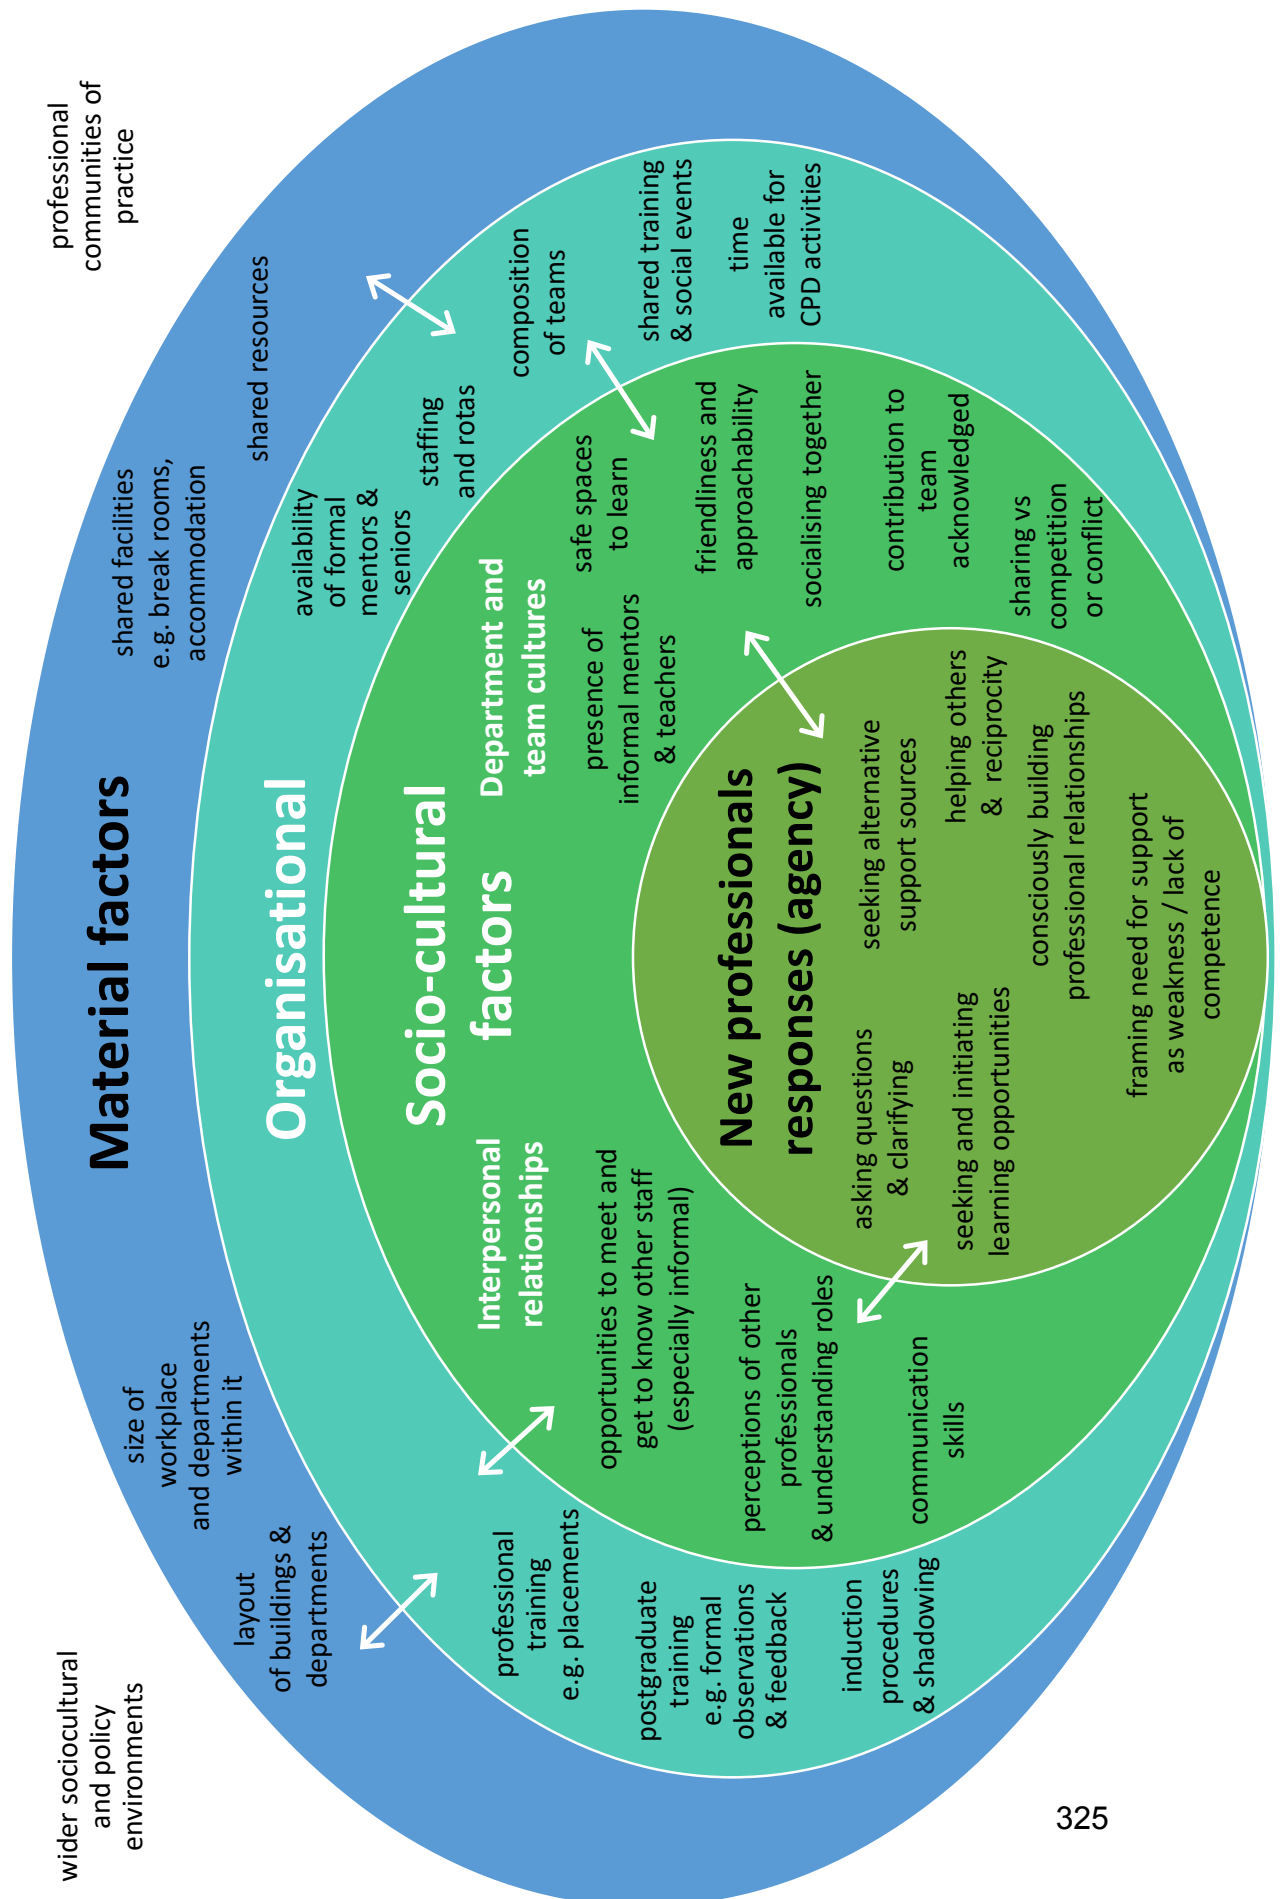 wider sociocultural
and policy
environments
professional
communities of
practice
Material factors
layout
of buildings &
departments
size of
workplace
and departments
within it
shared facilities
e.g. break rooms,
accommodation
shared resources
Organisational
professional
training
e.g. placements
postgraduate
training
e.g. formal
observations
& feedback
induction
procedures
& shadowing
availability
of formal
mentors &
seniors
staffing
and rotas
composition
of teams
shared training
& social events
time
available for
CPD activities
Socio-cultural
factors
Interpersonal
relationships
opportunities to meet and
get to know other staff
(especially informal)
perceptions of other
professionals
& understanding roles
communication
skills
Department and
team cultures
presence of
informal mentors
& teachers
safe spaces
to learn
friendliness and
approachability
socialising together
contribution to
team
acknowledged
sharing vs
competition
or conflict
New professionals
responses (agency)
asking questions
& clarifying
seeking alternative
support sources
seeking and initiating
learning opportunities
helping others
& reciprocity
consciously building
professional relationships
framing need for support
as weakness / lack of
competence
325